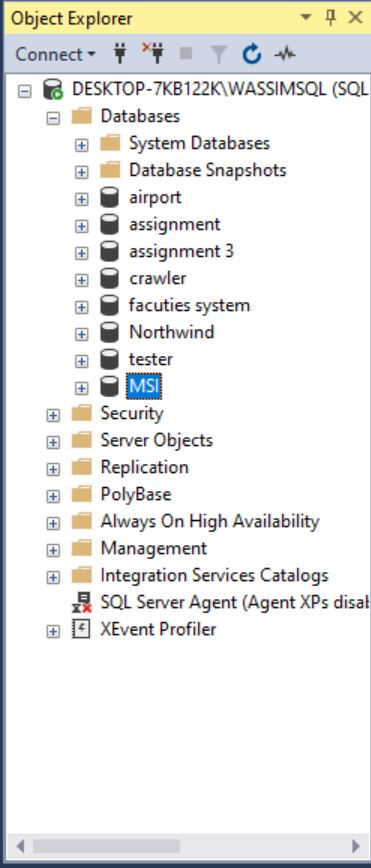 Object Explorer
Connect
DESKTOP-7KB122K\WASSIMSQL (SQL
Databases
System Databases
Database Snapshots
airport
assignment
assignment 3
crawler
facuties system
Northwind
tester
MSI
Security
Server Objects
Replication
PolyBase
Always On High Availability
Management
Integration Services Catalogs
SQL Server Agent (Agent XPs disab
XEvent Profiler